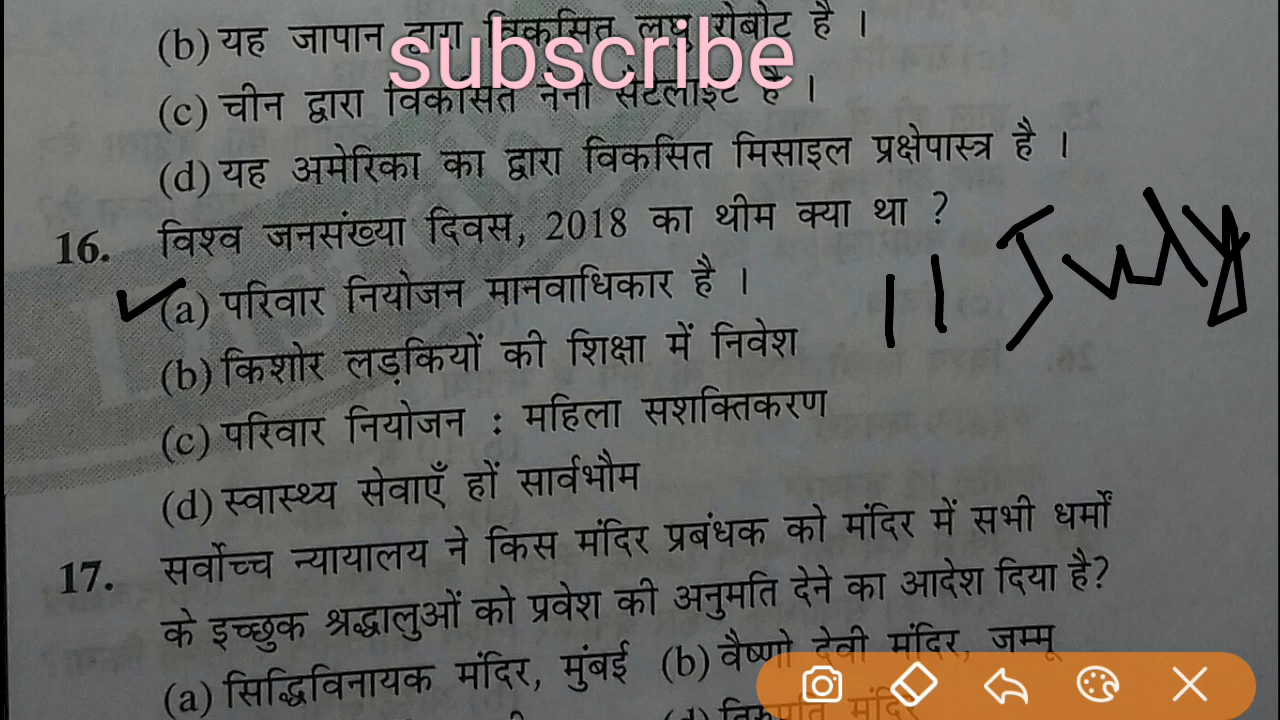 (b) यह जापान द्वारा विकसित लघु रोबोट है ।
subscribe
(c) चीन द्वारा विकसित नैनो सेटेलाइट है ।
(d) यह अमेरिका का द्वारा विकसित मिसाइल प्रक्षेपास्त्र है ।
16. विश्व जनसंख्या दिवस, 2018 का थीम क्या था ?
11 July
(a) परिवार नियोजन मानवाधिकार है ।
(b) किशोर लड़कियों की शिक्षा में निवेश
(c) परिवार नियोजन : महिला सशक्तिकरण
(d) स्वास्थ्य सेवाएँ हों सार्वभौम
17. सर्वोच्च न्यायालय ने किस मंदिर प्रबंधक को मंदिर में सभी धर्मों
के इच्छुक श्रद्धालुओं को प्रवेश की अनुमति देने का आदेश दिया है?
(a) सिद्धिविनायक मंदिर, मुंबई (b) वैष्णो देवी मंदिर, जम्मू
(d) तिरुपति मंदिर